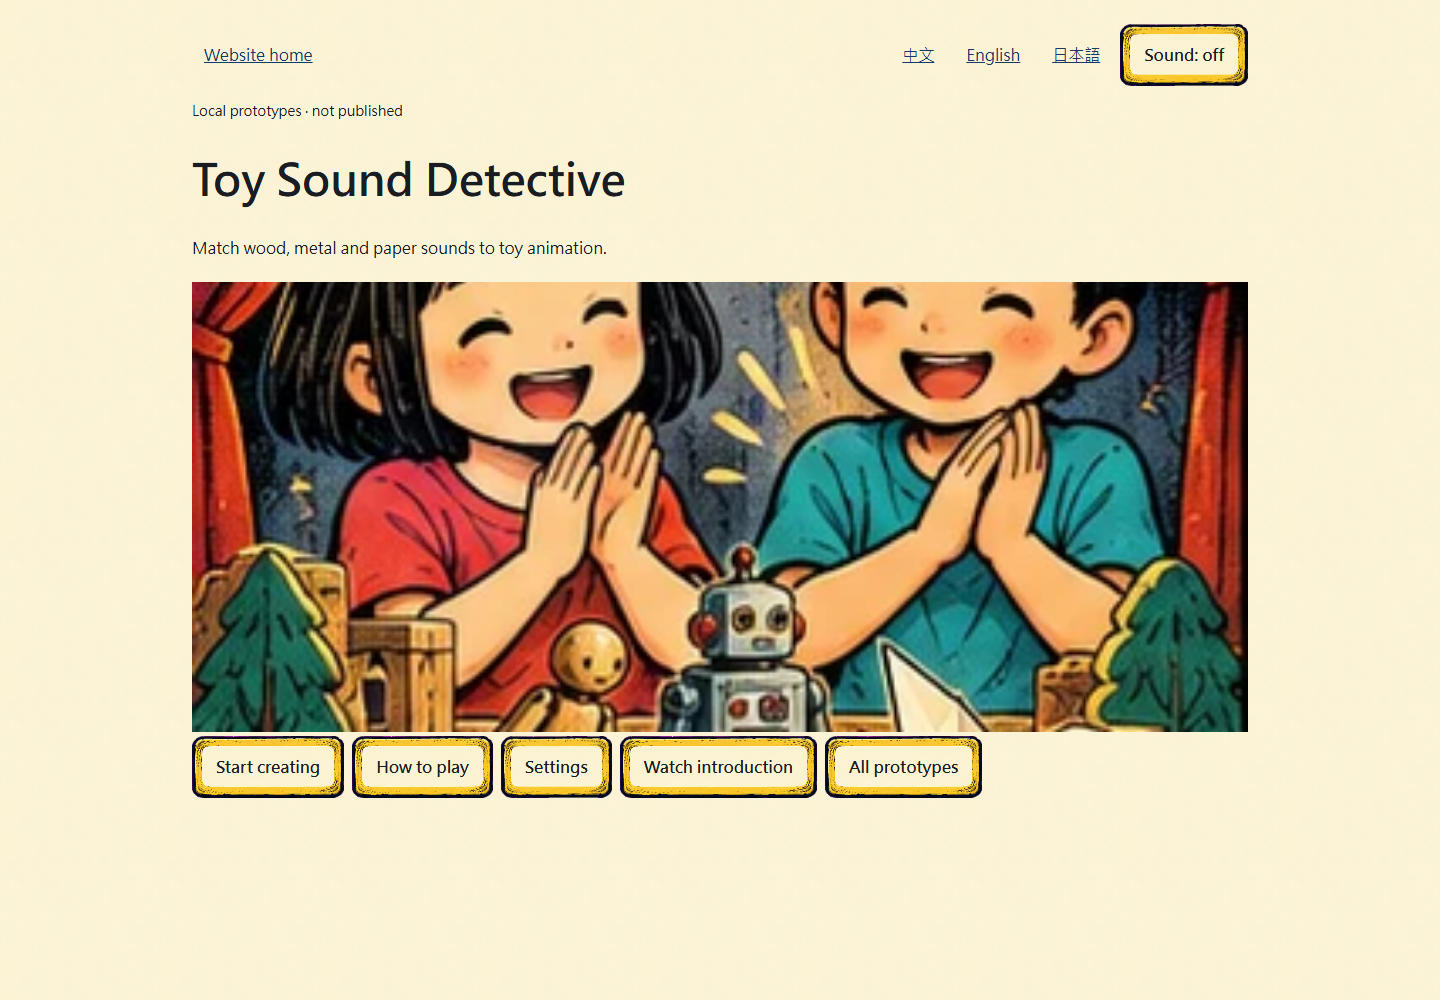 Website home
中文 English 日本語 Sound: off
Local prototypes · not published
Toy Sound Detective
Match wood, metal and paper sounds to toy animation.
Start creating How to play Settings Watch introduction All prototypes